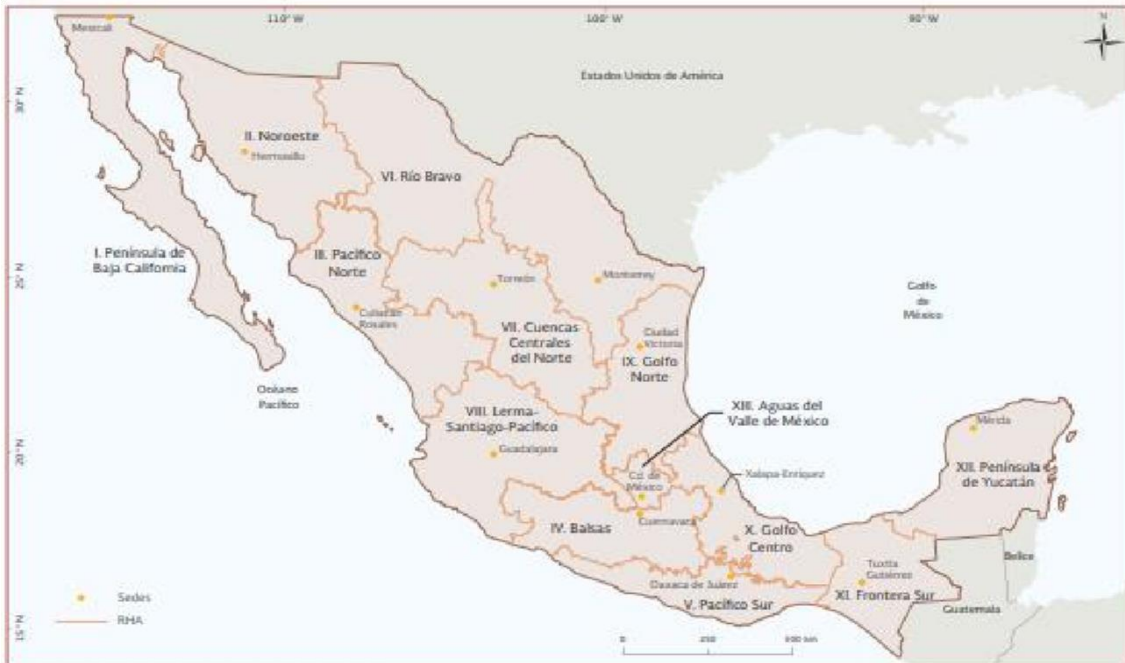 110° W
100° W
90° W
N
Mexicali
Estados Unidos de América
30° N
II. Noroeste
Hermosillo
VI. Río Bravo
I. Península de
Baja California
III. Pacífico
Norte
25° N
Torreón
Monterrey
Golfo
de
México
Culiacán
Rosales
VII. Cuencas
Centrales
del Norte
Ciudad
Victoria
IX. Golfo
Norte
Océano
Pacífico
VIII. Lerma-
Santiago-Pacífico
XIII. Aguas del
Valle de México
Mérida
20° N
Guadalajara
Cd. de
México
Xalapa-Enríquez
XII. Península
de Yucatán
IV. Balsas
Cuernavaca
X. Golfo
Centro
Belice
Tuxtla
Gutiérrez
Oaxaca de Juárez
XI. Frontera Sur
Sedes
V. Pacífico Sur
Guatemala
RHA
15° N
0
250
500 km